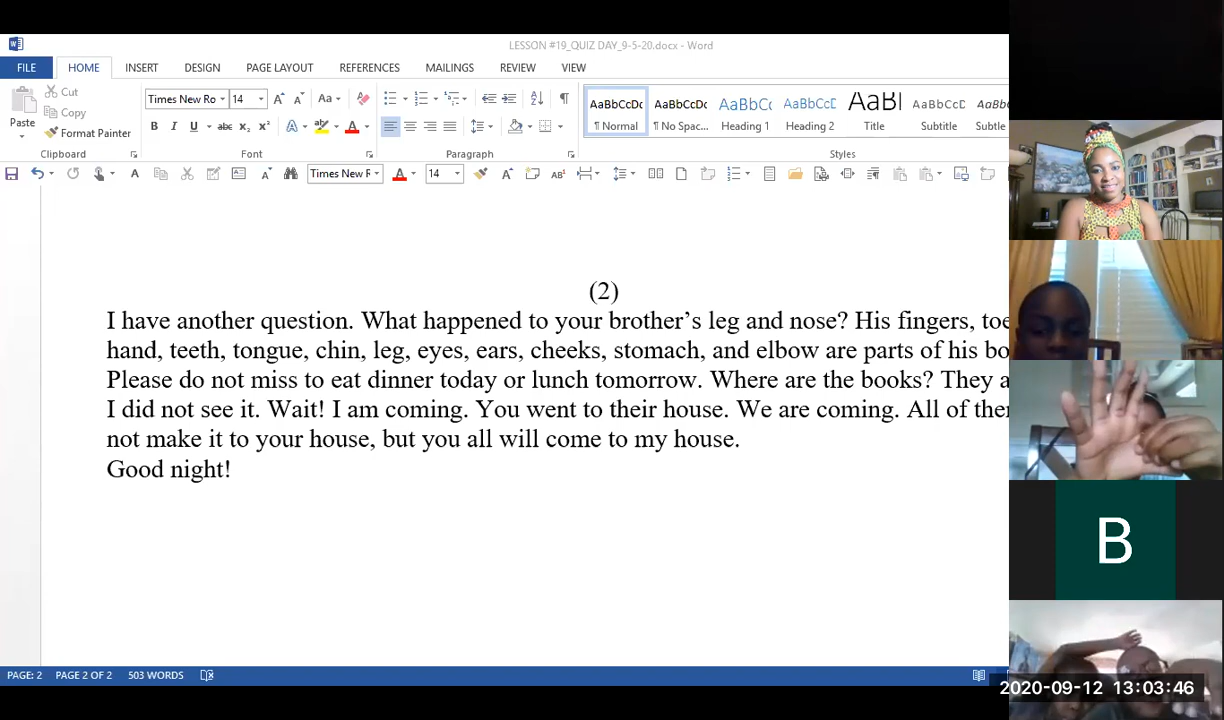 LESSON #19_QUIZ DAY_9-5-20.docx - Word
FILE HOME INSERT DESIGN PAGE LAYOUT REFERENCES MAILINGS REVIEW VIEW
Paste
Cut
Copy
Format Painter
Times New Ro 14
AaBbCcDc AaBbCcDc AaBbCc AaBbCcD AaBl AaBbCcD
¶ Normal ¶ No Spac... Heading 1 Heading 2 Title Subtitle Subtle
Clipboard Font Paragraph Styles
Times New R 14
(2)
I have another question. What happened to your brother’s leg and nose? His fingers,
hand, teeth, tongue, chin, leg, eyes, ears, cheeks, stomach, and elbow are parts of his
Please do not miss to eat dinner today or lunch tomorrow. Where are the books? They
I did not see it. Wait! I am coming. You went to their house. We are coming. All of
not make it to your house, but you all will come to my house.
Good night!
B
PAGE: 2 PAGE 2 OF 2 503 WORDS
2020-09-12 13:03:46